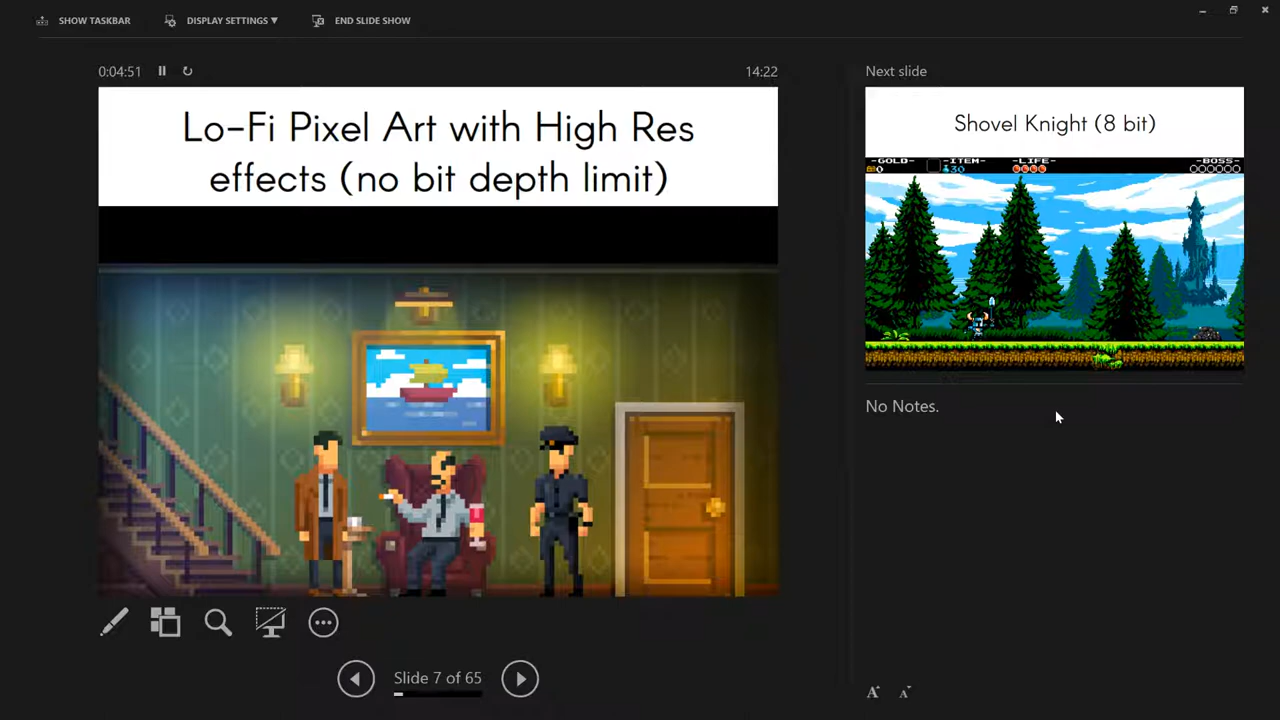 SHOW TASKBAR
DISPLAY SETTINGS ▼
END SLIDE SHOW
0:04:51
14:22
Lo-Fi Pixel Art with High Res
effects (no bit depth limit)
Next slide
Shovel Knight (8 bit)
-GOLD- -ITEM- -LIFE- -BOSS-
0 30
No Notes.
Slide 7 of 65
A A